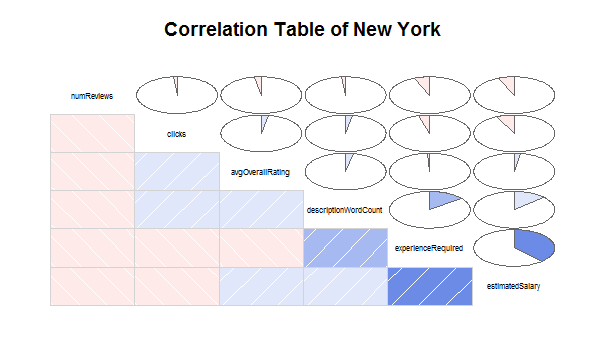 Correlation Table of New York
numReviews
clicks
avgOverallRating
descriptionWordCount
experienceRequired
estimatedSalary